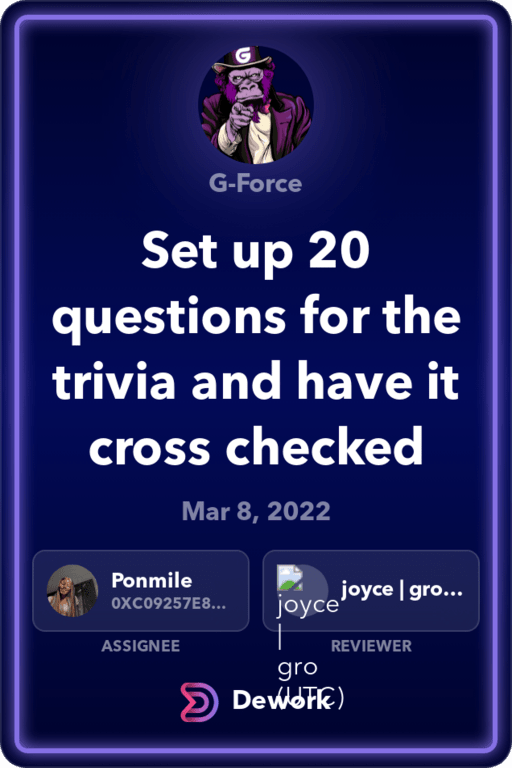 G
G-Force
Set up 20
questions for the
trivia and have it
cross checked
Mar 8, 2022
Ponmile
0XC09257E8...
ASSIGNEE
joyce | gro...
joyce
|
gro
(UTC)
REVIEWER
Dework